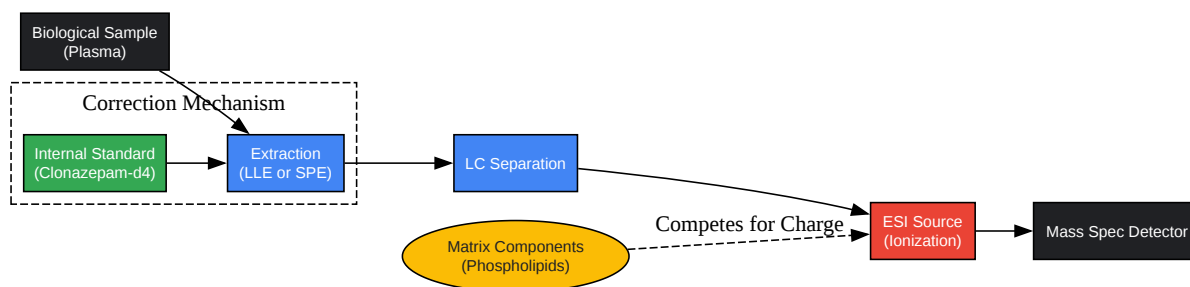 Biological Sample
(Plasma)
Correction Mechanism
Internal Standard
(Clonazepam-d4)
Extraction
(LLE or SPE)
LC Separation
Matrix Components
(Phospholipids)
Competes for Charge
ESI Source
(Ionization)
Mass Spec Detector